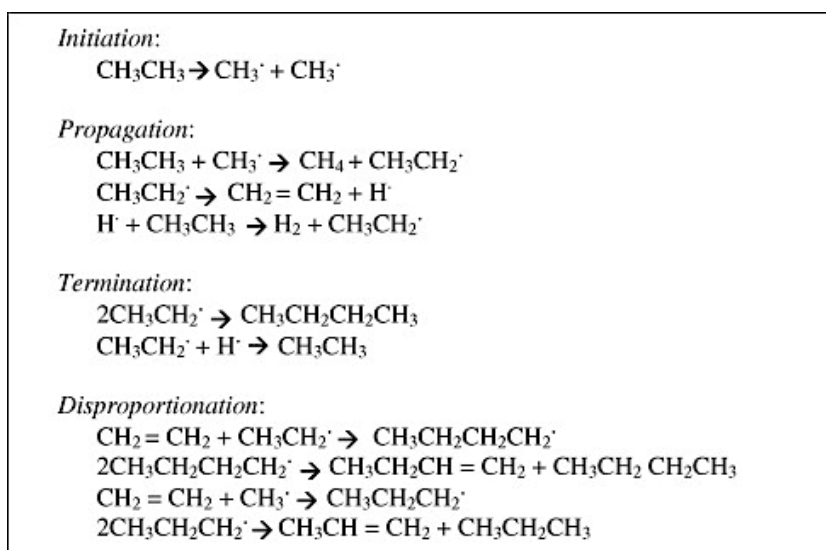 Initiation:
CH₃CH₃ → CH₃· + CH₃·
Propagation:
CH₃CH₃ + CH₃· → CH₄ + CH₃CH₂·
CH₃CH₂· → CH₂ = CH₂ + H·
H· + CH₃CH₃ → H₂ + CH₃CH₂·
Termination:
2CH₃CH₂· → CH₃CH₂CH₂CH₃
CH₃CH₂· + H· → CH₃CH₃
Disproportionation:
CH₂ = CH₂ + CH₃CH₂· → CH₃CH₂CH₂CH₂·
2CH₃CH₂CH₂CH₂· → CH₃CH₂CH = CH₂ + CH₃CH₂ CH₂CH₃
CH₂ = CH₂ + CH₃· → CH₃CH₂CH₂·
2CH₃CH₂CH₂· → CH₃CH = CH₂ + CH₃CH₂CH₃